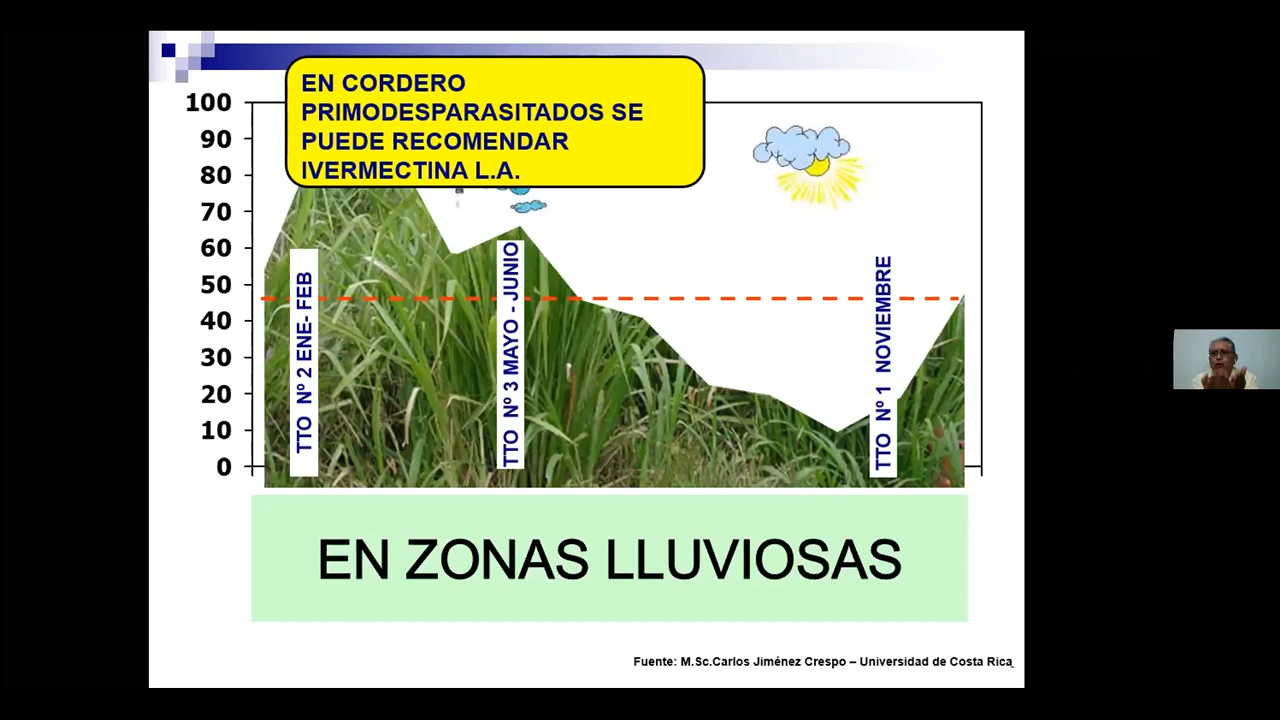 EN CORDERO
PRIMODESPARASITADOS SE
PUEDE RECOMENDAR
IVERMECTINA L.A.
100
90
80
70
60
50
40
30
20
10
0
TTO Nº 2 ENE- FEB
TTO Nº 3 MAYO - JUNIO
TTO Nº 1 NOVIEMBRE
EN ZONAS LLUVIOSAS
Fuente: M.Sc.Carlos Jiménez Crespo – Universidad de Costa Rica